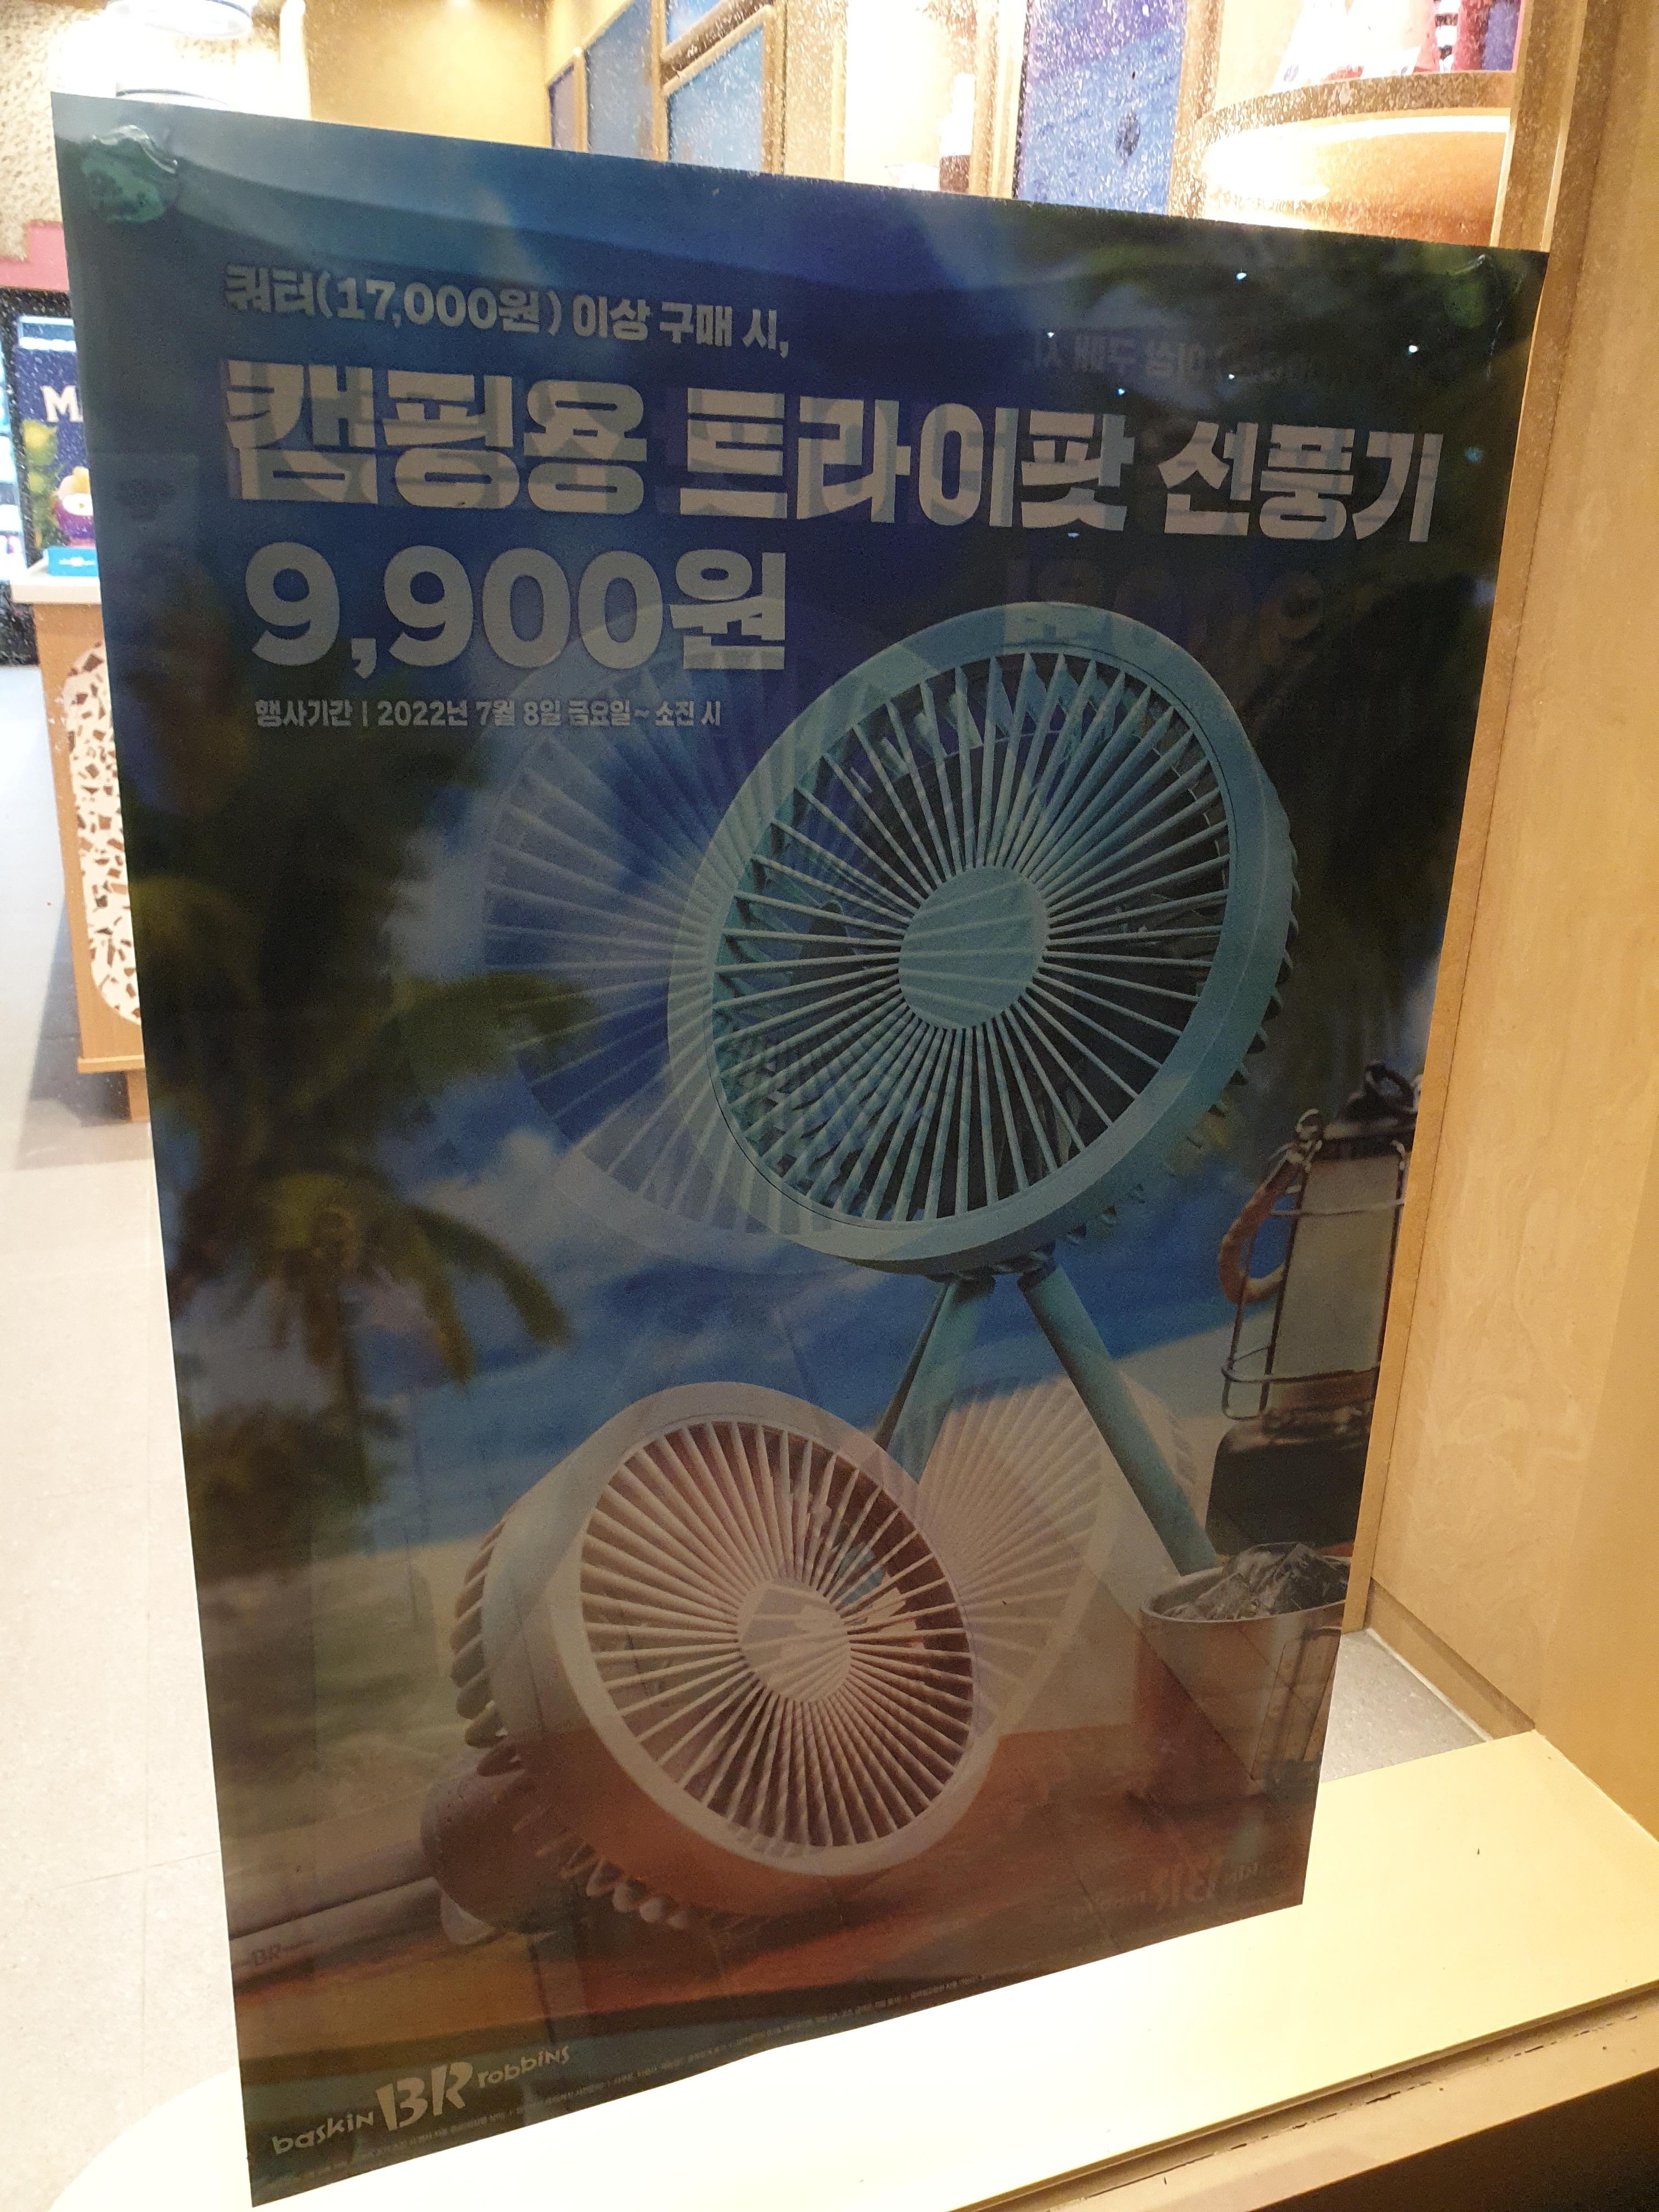 쿼터(17,000원) 이상 구매 시,
캠핑용 트라이팟 선풍기
9,900원
행사기간 | 2022년 7월 8일 금요일~ 소진 시
baskin BR robbins